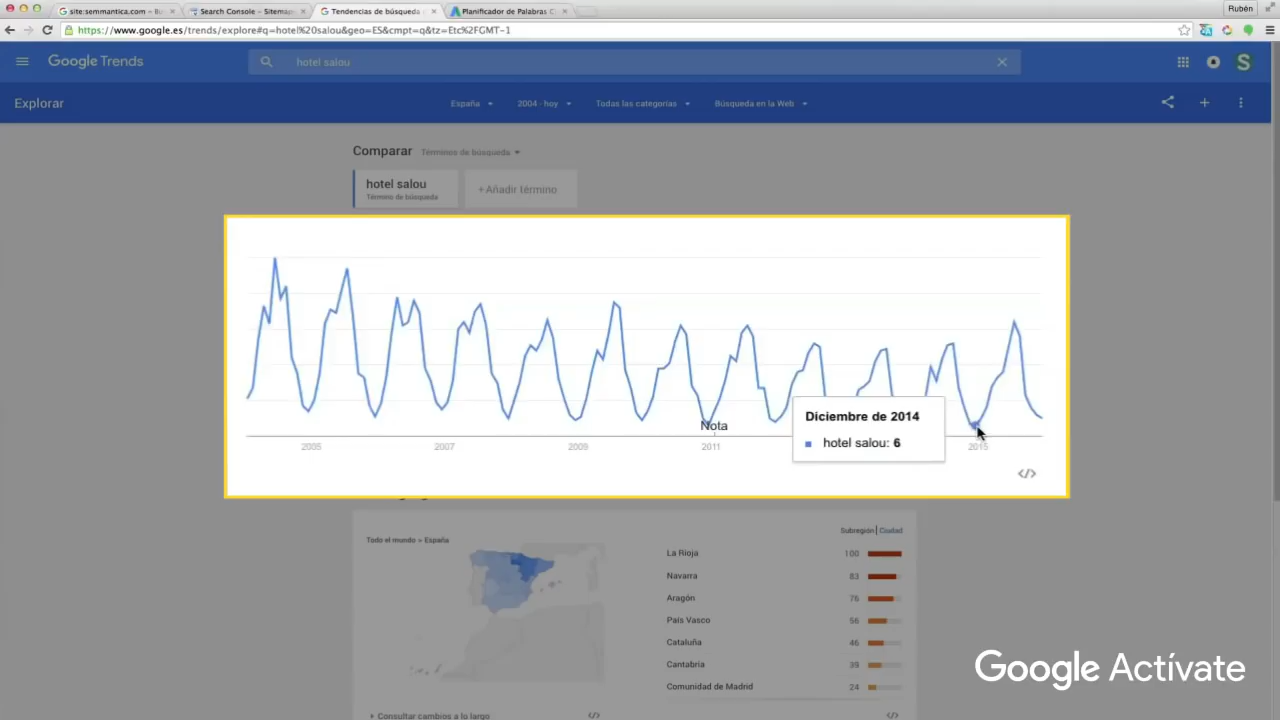 site:semmantica.com – Bu
Search Console – Sitemap
Tendencias de búsqueda
Planificador de Palabras C
Rubén
https://www.google.es/trends/explore#q=hotel%20salou&geo=ES&cmpt=q&tz=Etc%2FGMT-1
Google Trends
hotel salou
S
Explorar
España
2004 - hoy
Todas las categorías
Búsqueda en la Web
Comparar
Términos de búsqueda
hotel salou
Término de búsqueda
+Añadir término
Nota
Diciembre de 2014
hotel salou: 6
2005
2007
2009
2011
2015
Todo el mundo > España
Subregión | Ciudad
La Rioja 100
Navarra 83
Aragón 76
País Vasco 56
Cataluña 46
Cantabria 39
Comunidad de Madrid 24
Consultar cambios a lo largo
Google Actívate